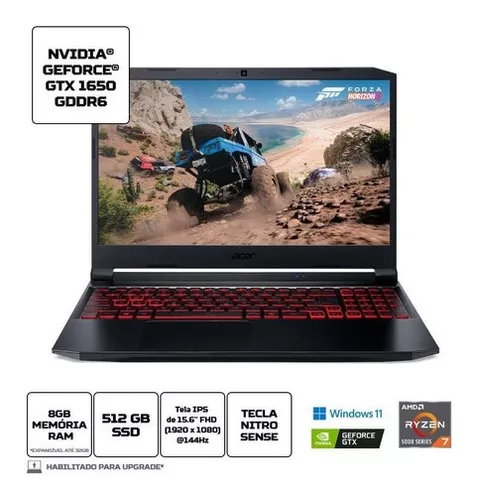 NVIDIA®
GEFORCE®
GTX 1650
GDDR6
FORZA
HORIZON
acer
8GB
MEMÓRIA
RAM
*EXPANSÍVEL ATÉ 32GB
512 GB
SSD
Tela IPS
de 15.6" FHD
(1920 x 1080)
@144Hz
TECLA
NITRO
SENSE
Windows 11
NVIDIA
GEFORCE
GTX
AMD
RYZEN
5000 SERIES 7
HABILITADO PARA UPGRADE*